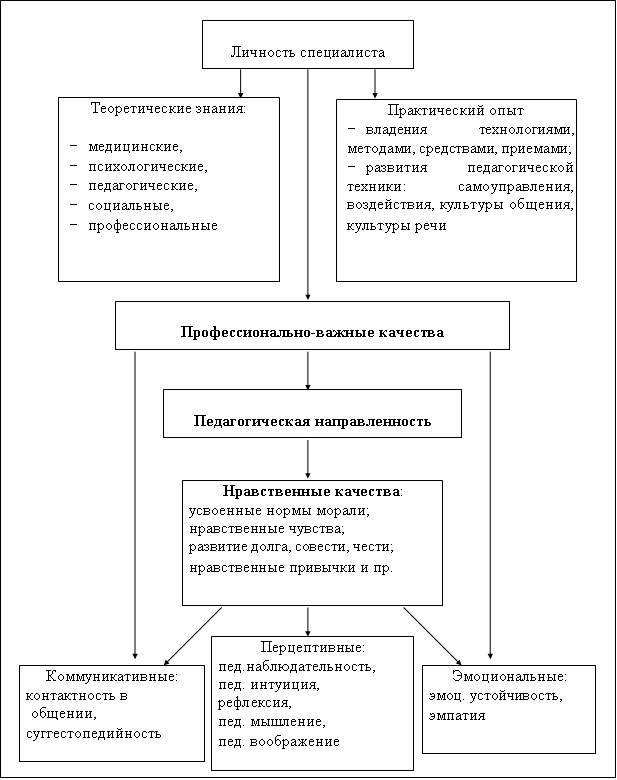 Личность специалиста
Теоретические знания:
− медицинские,
− психологические,
− педагогические,
− социальные,
− профессиональные
Практический опыт
− владения технологиями,
методами, средствами, приемами;
− развития педагогической
техники: самоуправления,
воздействия, культуры общения,
культуры речи
Профессионально-важные качества
Педагогическая направленность
Нравственные качества:
усвоенные нормы морали;
нравственные чувства;
развитие долга, совести, чести;
нравственные привычки и пр.
Коммуникативные:
контактность в
общении,
суггестопедийность
Перцептивные:
пед.наблюдательность,
пед. интуиция,
рефлексия,
пед. мышление,
пед. воображение
Эмоциональные:
эмоц. устойчивость,
эмпатия